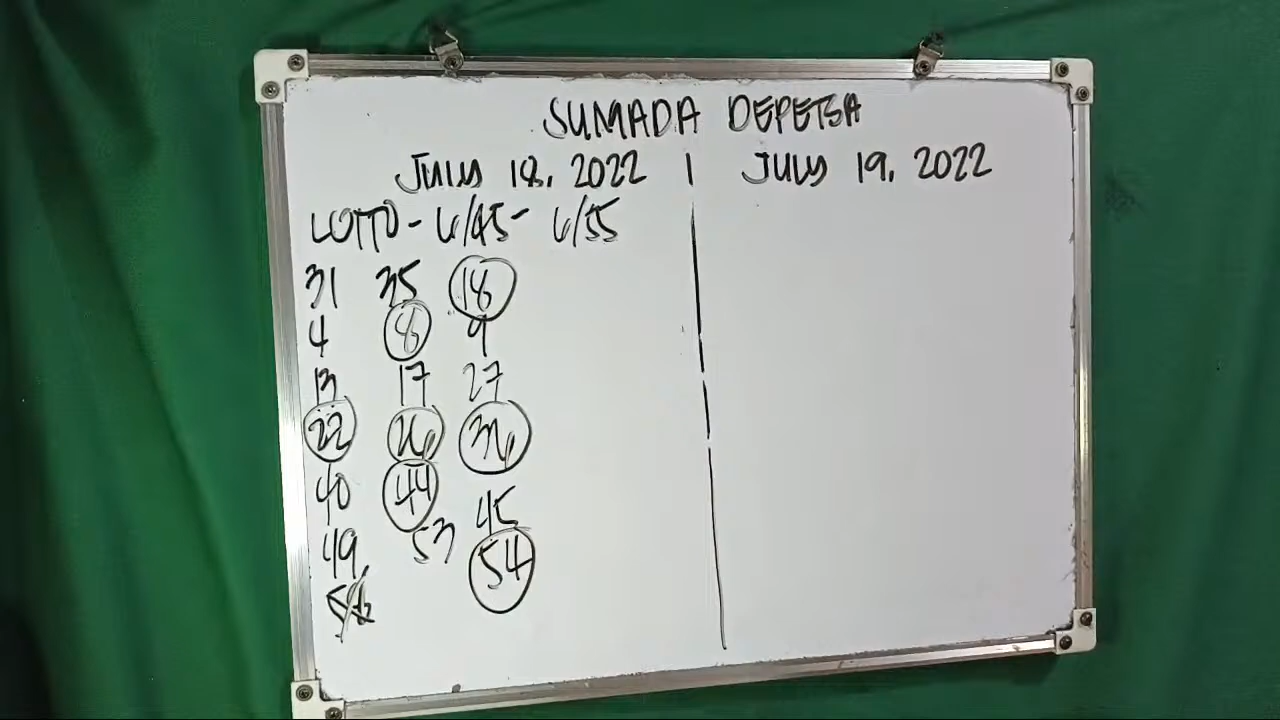 SUMADA DEPETSA
JULY 18, 2022 | JULY 19, 2022
LOTTO - 6/45 - 6/55
31 35 18
4 8 9
13 17 27
22 26 36
40 44 45
49 53 54